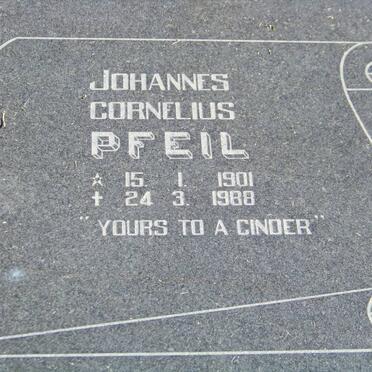 JOHANNES
CORNELIUS
PFEIL
☆ 15. 1. 1901
✝ 24 3. 1988
"YOURS TO A CINDER"